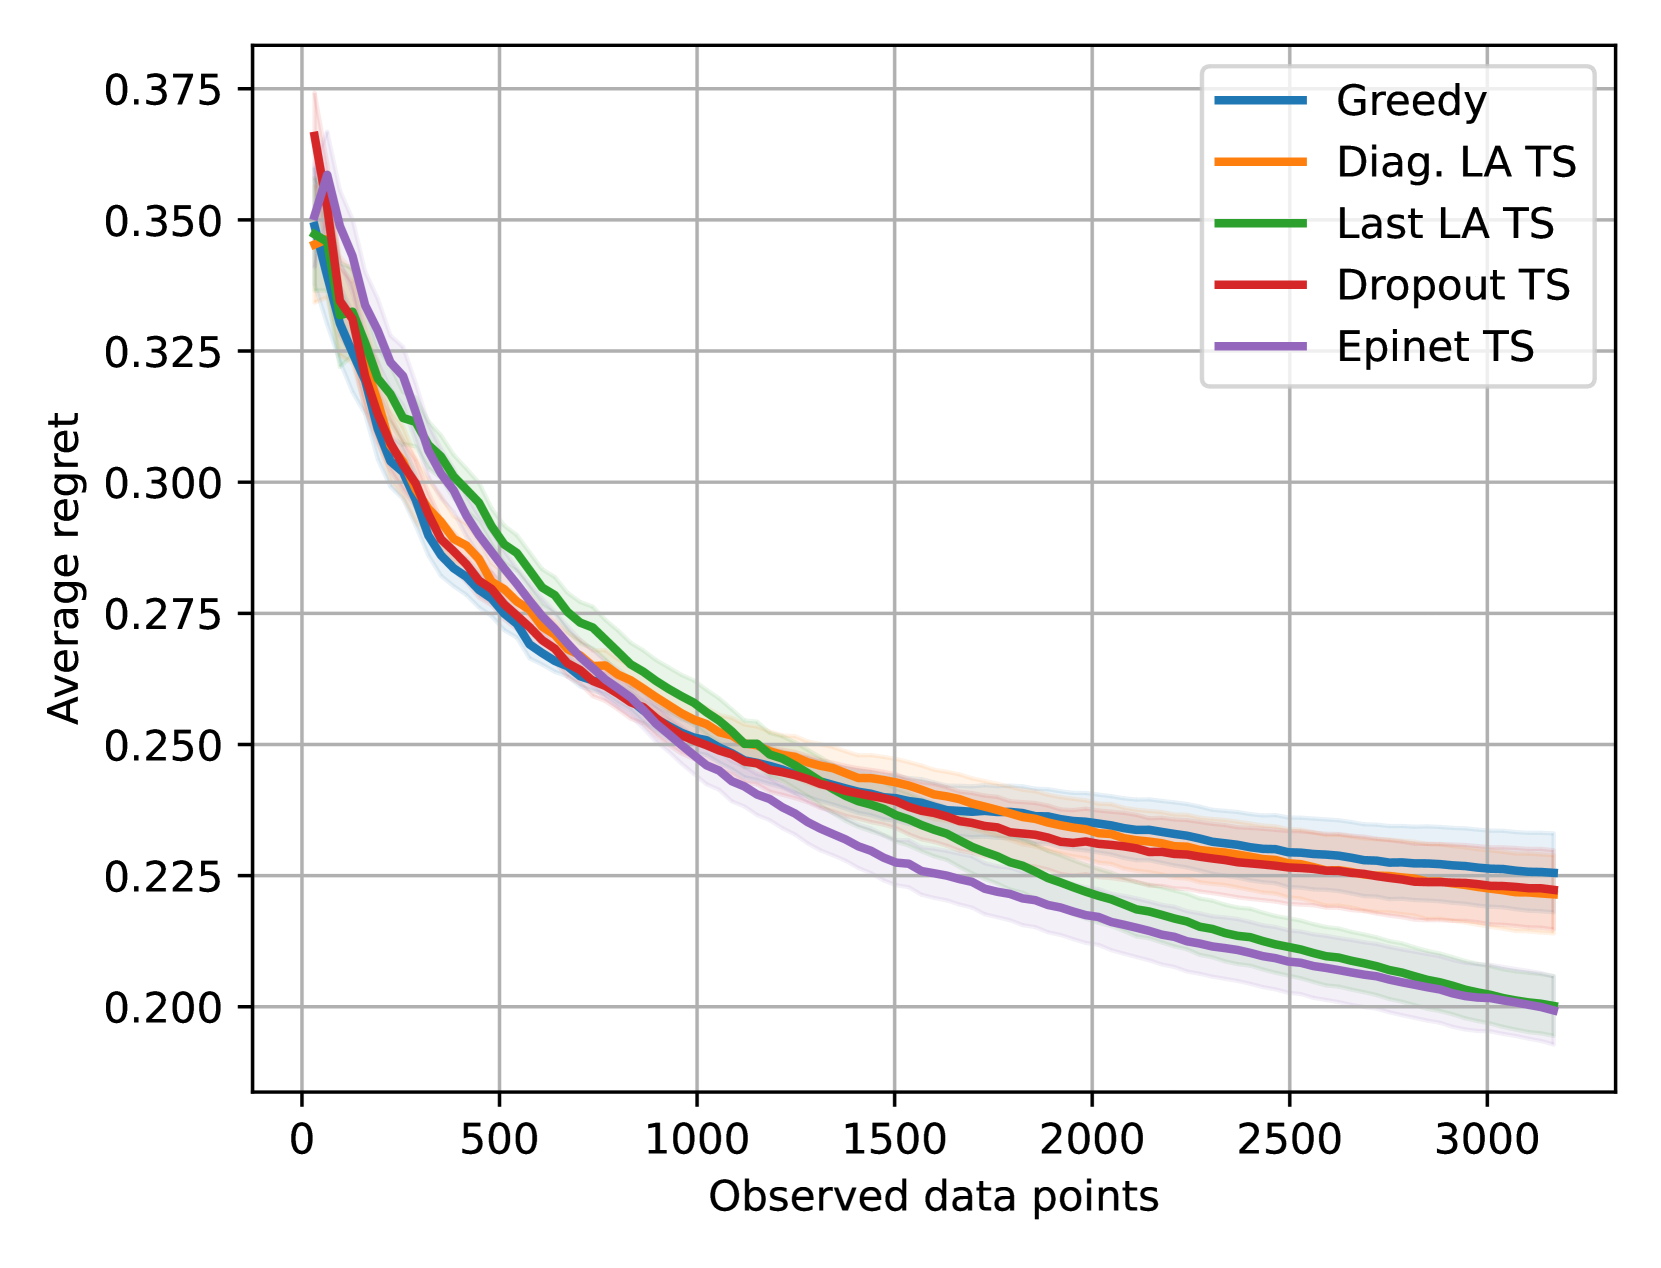 0.375
0.350
0.325
0.300
0.275
0.250
0.225
0.200
Average regret
0 500 1000 1500 2000 2500 3000
Observed data points
Greedy
Diag. LA TS
Last LA TS
Dropout TS
Epinet TS